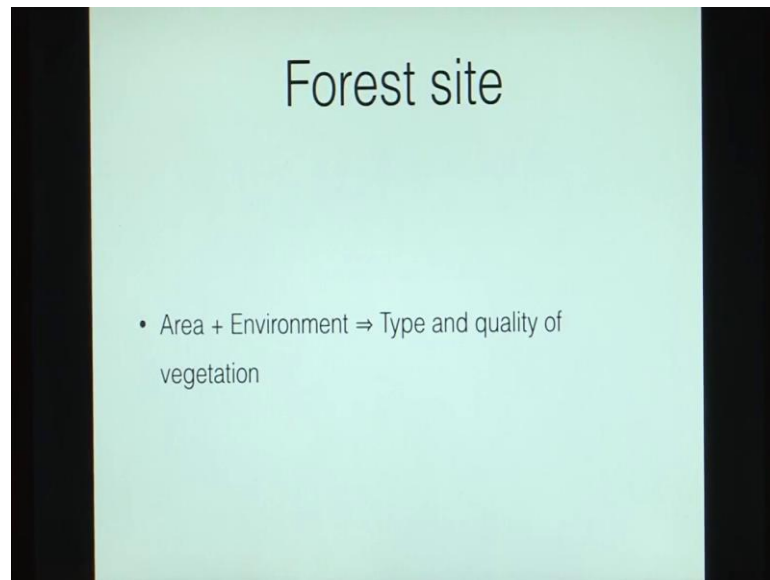 Forest site
• Area + Environment ⇒ Type and quality of
vegetation